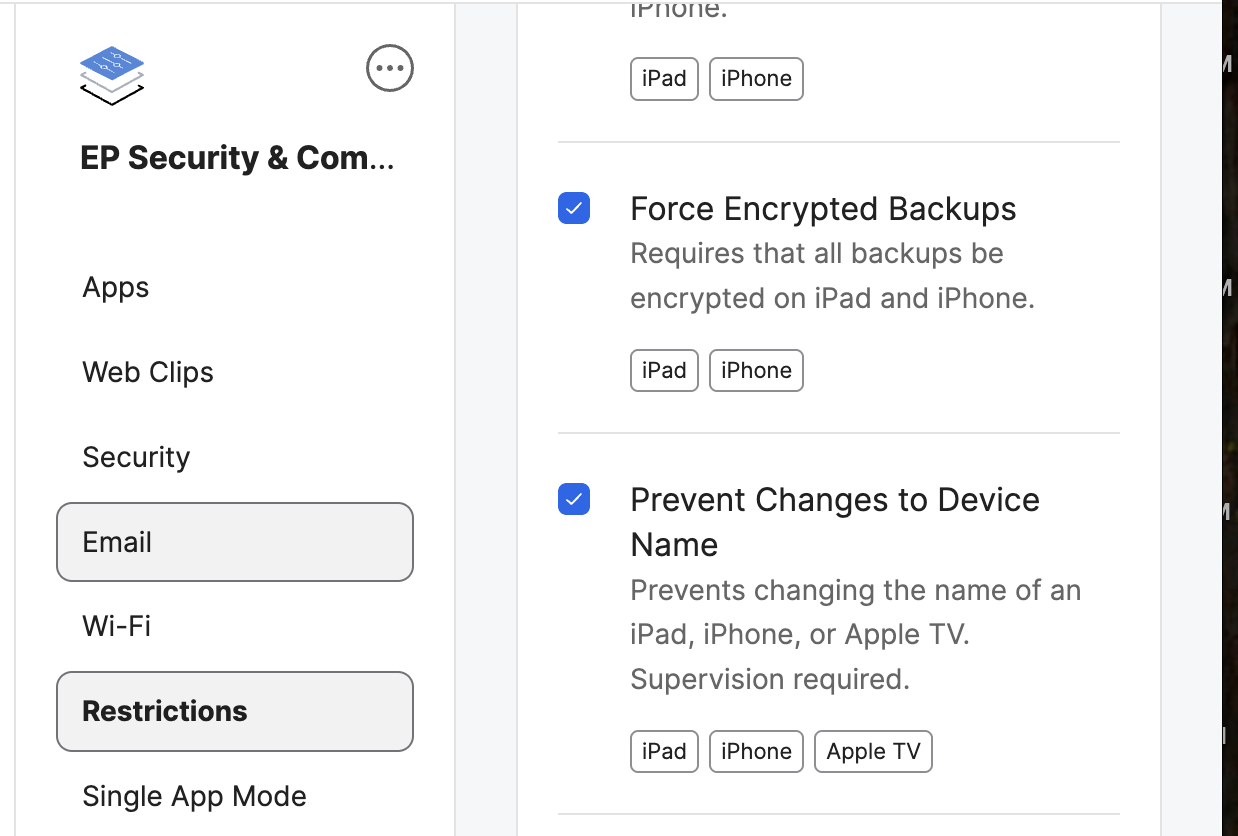 EP Security & Com...
Apps
Web Clips
Security
Email
Wi-Fi
Restrictions
Single App Mode
iPhone.
iPad iPhone
Force Encrypted Backups
Requires that all backups be
encrypted on iPad and iPhone.
iPad iPhone
Prevent Changes to Device
Name
Prevents changing the name of an
iPad, iPhone, or Apple TV.
Supervision required.
iPad iPhone Apple TV